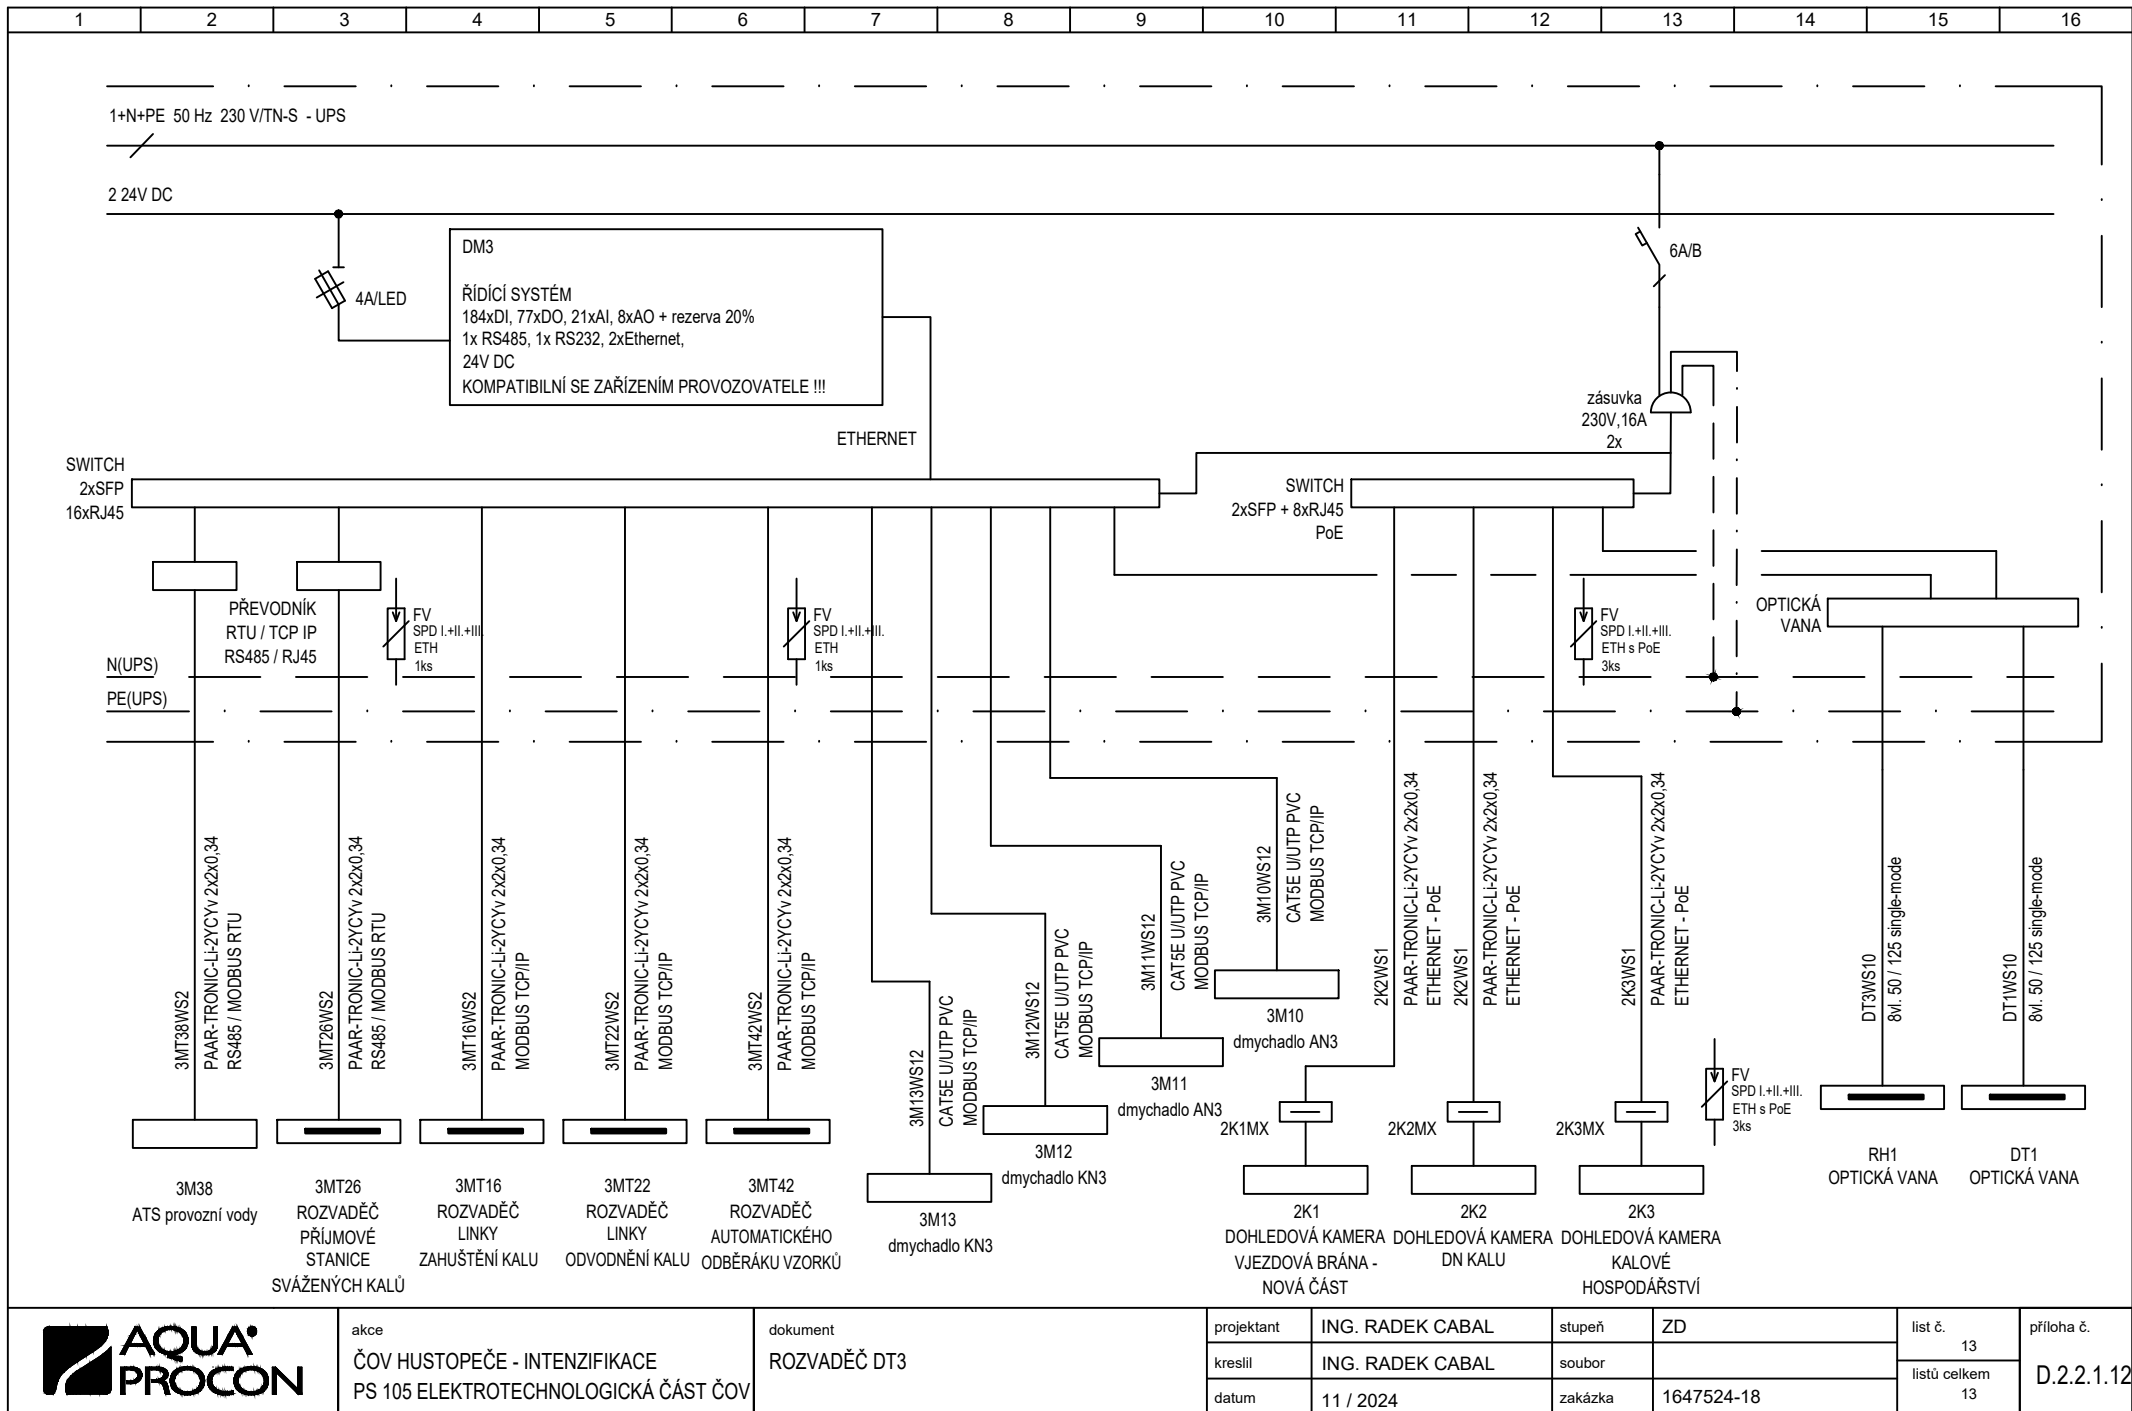 1 2 3 4 5 6 7 8 9 10 11 12 13 14 15 16
1+N+PE 50 Hz 230 V/TN-S - UPS
2 24V DC
4A/LED
DM3
ŘÍDÍCÍ SYSTÉM
184xDI, 77xDO, 21xAI, 8xAO + rezerva 20%
1x RS485, 1x RS232, 2xEthernet,
24V DC
KOMPATIBILNÍ SE ZAŘÍZENÍM PROVOZOVATELE !!!
6A/B
zásuvka
230V,16A
2x
ETHERNET
SWITCH
2xSFP
16xRJ45
SWITCH
2xSFP + 8xRJ45
PoE
PŘEVODNÍK
RTU / TCP IP
RS485 / RJ45
FV
SPD I.+II.+III.
ETH
1ks
FV
SPD I.+II.+III.
ETH
1ks
FV
SPD I.+II.+III.
ETH s PoE
3ks
OPTICKÁ
VANA
N(UPS)
PE(UPS)
3MT38WS2
PAAR-TRONIC-Li-2YCYv 2x2x0,34
RS485 / MODBUS RTU
3MT26WS2
PAAR-TRONIC-Li-2YCYv 2x2x0,34
RS485 / MODBUS RTU
3MT16WS2
PAAR-TRONIC-Li-2YCYv 2x2x0,34
MODBUS TCP/IP
3MT22WS2
PAAR-TRONIC-Li-2YCYv 2x2x0,34
MODBUS TCP/IP
3MT42WS2
PAAR-TRONIC-Li-2YCYv 2x2x0,34
MODBUS TCP/IP
3M13WS12
CAT5E U/UTP PVC
MODBUS TCP/IP
3M12WS12
CAT5E U/UTP PVC
MODBUS TCP/IP
3M11WS12
CAT5E U/UTP PVC
MODBUS TCP/IP
3M10WS12
CAT5E U/UTP PVC
MODBUS TCP/IP
2K2WS1
PAAR-TRONIC-Li-2YCYv 2x2x0,34
ETHERNET - PoE
2K2WS1
PAAR-TRONIC-Li-2YCYv 2x2x0,34
ETHERNET - PoE
2K3WS1
PAAR-TRONIC-Li-2YCYv 2x2x0,34
ETHERNET - PoE
DT3WS10
8vl. 50 / 125 single-mode
DT1WS10
8vl. 50 / 125 single-mode
3M10
dmychadlo AN3
3M11
dmychadlo AN3
3M12
dmychadlo KN3
3M13
dmychadlo KN3
2K1MX
2K2MX
2K3MX
FV
SPD I.+II.+III.
ETH s PoE
3ks
3M38
ATS provozní vody
3MT26
ROZVADĚČ
PŘÍJMOVÉ
STANICE
SVÁŽENÝCH KALŮ
3MT16
ROZVADĚČ
LINKY
ZAHUŠTĚNÍ KALU
3MT22
ROZVADĚČ
LINKY
ODVODNĚNÍ KALU
3MT42
ROZVADĚČ
AUTOMATICKÉHO
ODBĚRÁKU VZORKŮ
2K1
DOHLEDOVÁ KAMERA
VJEZDOVÁ BRÁNA -
NOVÁ ČÁST
2K2
DOHLEDOVÁ KAMERA
DN KALU
2K3
DOHLEDOVÁ KAMERA
KALOVÉ
HOSPODÁŘSTVÍ
RH1
OPTICKÁ VANA
DT1
OPTICKÁ VANA
AQUA
PROCON
akce
ČOV HUSTOPEČE - INTENZIFIKACE
PS 105 ELEKTROTECHNOLOGICKÁ ČÁST ČOV
dokument
ROZVADĚČ DT3
projektant ING. RADEK CABAL
kreslil ING. RADEK CABAL
datum 11 / 2024
stupeň ZD
soubor
zakázka 1647524-18
list č.
13
listů celkem
13
příloha č.
D.2.2.1.12